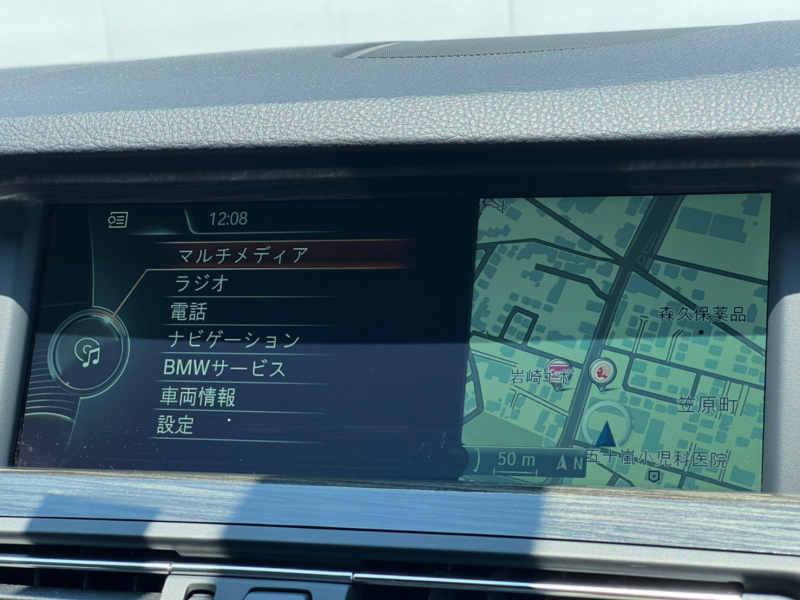 12:08
マルチメディア
ラジオ
電話
ナビゲーション
BMWサービス
車両情報
設定
森久保薬品
岩崎
笠原町
五十嵐小児科医院
50 m
N